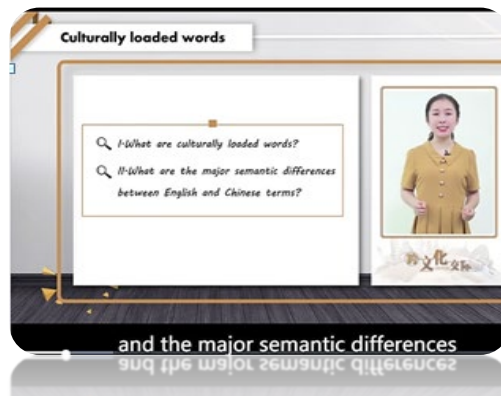 Culturally loaded words
I·What are culturally loaded words?
II·What are the major semantic differences
between English and Chinese terms?
跨文化交际
and the major semantic differences